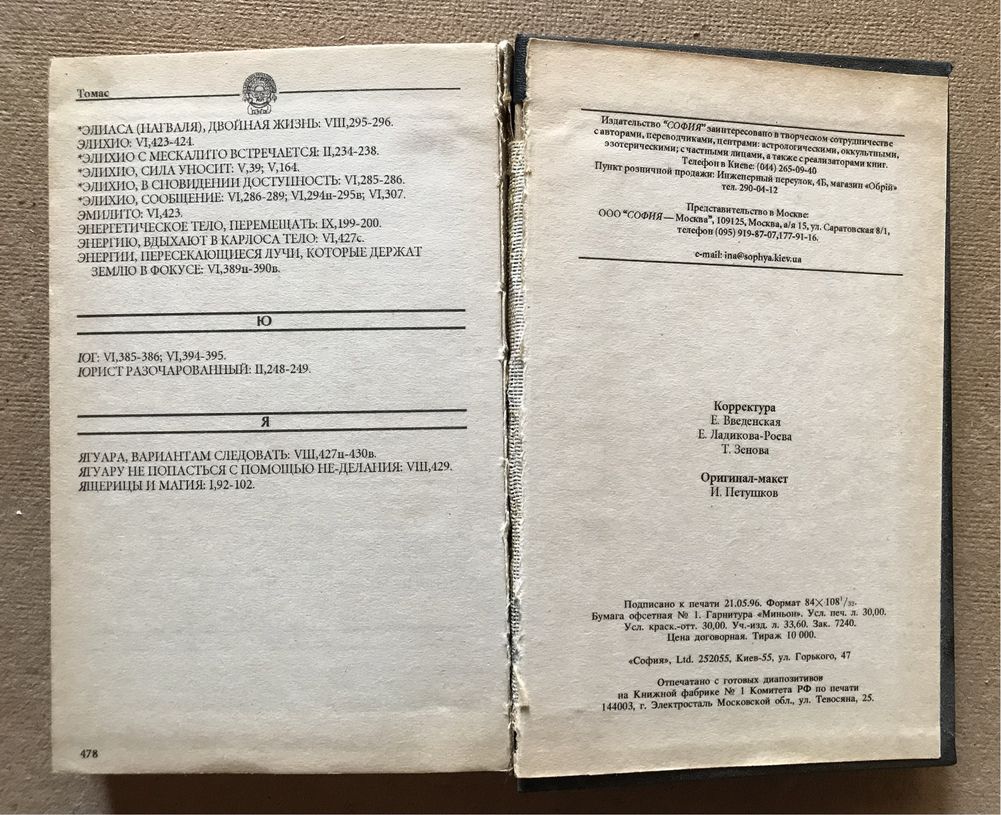 Томас
*ЭЛИАСА (НАГВАЛЯ), ДВОЙНАЯ ЖИЗНЬ: VIII,295-296.
ЭЛИХИО: VI,423-424.
*ЭЛИХИО С МЕСКАЛИТО ВСТРЕЧАЕТСЯ: II,234-238.
*ЭЛИХИО, СИЛА УНОСИТ: V,39; V,164.
*ЭЛИХИО, В СНОВИДЕНИИ ДОСТУПНОСТЬ: VI,285-286.
*ЭЛИХИО, СООБЩЕНИЕ: VI,286-289; VI,294ц-295в; VI,307.
ЭМИЛИТО: VI,423.
ЭНЕРГЕТИЧЕСКОЕ ТЕЛО, ПЕРЕМЕЩАТЬ: IX,199-200.
ЭНЕРГИЮ, ВДЫХАЮТ В КАРЛОСА ТЕЛО: VI,427с.
ЭНЕРГИИ, ПЕРЕСЕКАЮЩИЕСЯ ЛУЧИ, КОТОРЫЕ ДЕРЖАТ
ЗЕМЛЮ В ФОКУСЕ: VI,389ц-390в.
Ю
ЮГ: VI,385-386; VI,394-395.
ЮРИСТ РАЗОЧАРОВАННЫЙ: II,248-249.
Я
ЯГУАРА, ВАРИАНТАМ СЛЕДОВАТЬ: VIII,427ц-430в.
ЯГУАРУ НЕ ПОПАСТЬСЯ С ПОМОЩЬЮ НЕ-ДЕЛАНИЯ: VIII,429.
ЯЩЕРИЦЫ И МАГИЯ: I,92-102.
478
Издательство "СОФИЯ" заинтересовано в творческом сотрудничестве
с авторами, переводчиками, центрами: астрологическими, оккультными,
эзотерическими; с частными лицами, а также с реализаторами книг.
Телефон в Киеве: (044) 265-09-40
Пункт розничной продажи: Инженерный переулок, 4Б, магазин «Обрій»
тел. 290-04-12
Представительство в Москве:
ООО "СОФИЯ — Москва", 109125, Москва, а/я 15, ул. Саратовская 8/1,
телефон (095) 919-87-07,177-91-16.
e-mail: ina@sophya.kiev.ua
Корректура
Е. Введенская
Е. Ладикова-Роева
Т. Зенова
Оригинал-макет
И. Петушков
Подписано к печати 21.05.96. Формат 84×108¹/₃₂.
Бумага офсетная № 1. Гарнитура «Миньон». Усл. печ. л. 30,00.
Усл. краск.-отт. 30,00. Уч.-изд. л. 33,60. Зак. 7240.
Цена договорная. Тираж 10 000.
«София», Ltd. 252055, Киев-55, ул. Горького, 47
Отпечатано с готовых диапозитивов
на Книжной фабрике № 1 Комитета РФ по печати
144003, г. Электросталь Московской обл., ул. Тевосяна, 25.